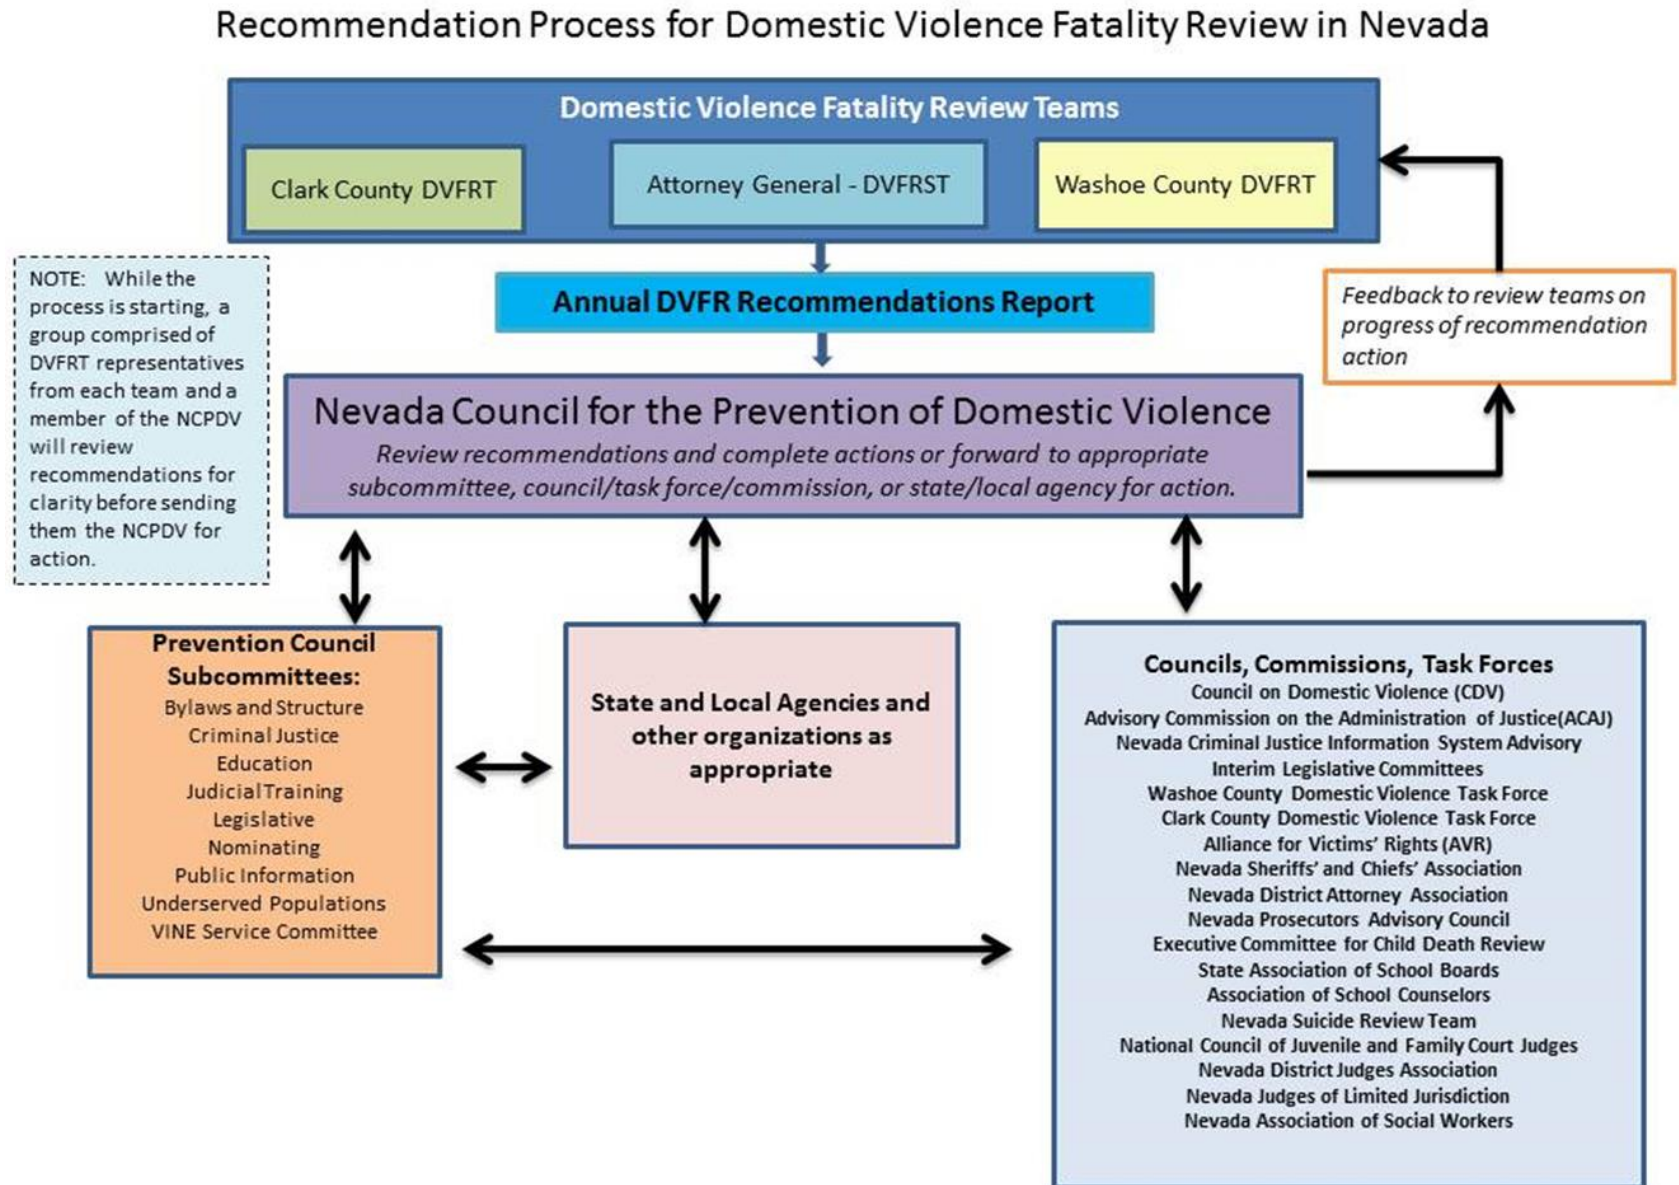 Recommendation Process for Domestic Violence Fatality Review in Nevada
Domestic Violence Fatality Review Teams
Clark County DVFRT
Attorney General - DVFRST
Washoe County DVFRT
NOTE: While the
process is starting, a
group comprised of
DVFRT representatives
from each team and a
member of the NCPDV
will review
recommendations for
clarity before sending
them the NCPDV for
action.
Annual DVFR Recommendations Report
Feedback to review teams on
progress of recommendation
action
Nevada Council for the Prevention of Domestic Violence
Review recommendations and complete actions or forward to appropriate
subcommittee, council/task force/commission, or state/local agency for action.
Prevention Council
Subcommittees:
Bylaws and Structure
Criminal Justice
Education
Judicial Training
Legislative
Nominating
Public Information
Underserved Populations
VINE Service Committee
State and Local Agencies and
other organizations as
appropriate
Councils, Commissions, Task Forces
Council on Domestic Violence (CDV)
Advisory Commission on the Administration of Justice(ACAJ)
Nevada Criminal Justice Information System Advisory
Interim Legislative Committees
Washoe County Domestic Violence Task Force
Clark County Domestic Violence Task Force
Alliance for Victims' Rights (AVR)
Nevada Sheriffs' and Chiefs' Association
Nevada District Attorney Association
Nevada Prosecutors Advisory Council
Executive Committee for Child Death Review
State Association of School Boards
Association of School Counselors
Nevada Suicide Review Team
National Council of Juvenile and Family Court Judges
Nevada District Judges Association
Nevada Judges of Limited Jurisdiction
Nevada Association of Social Workers